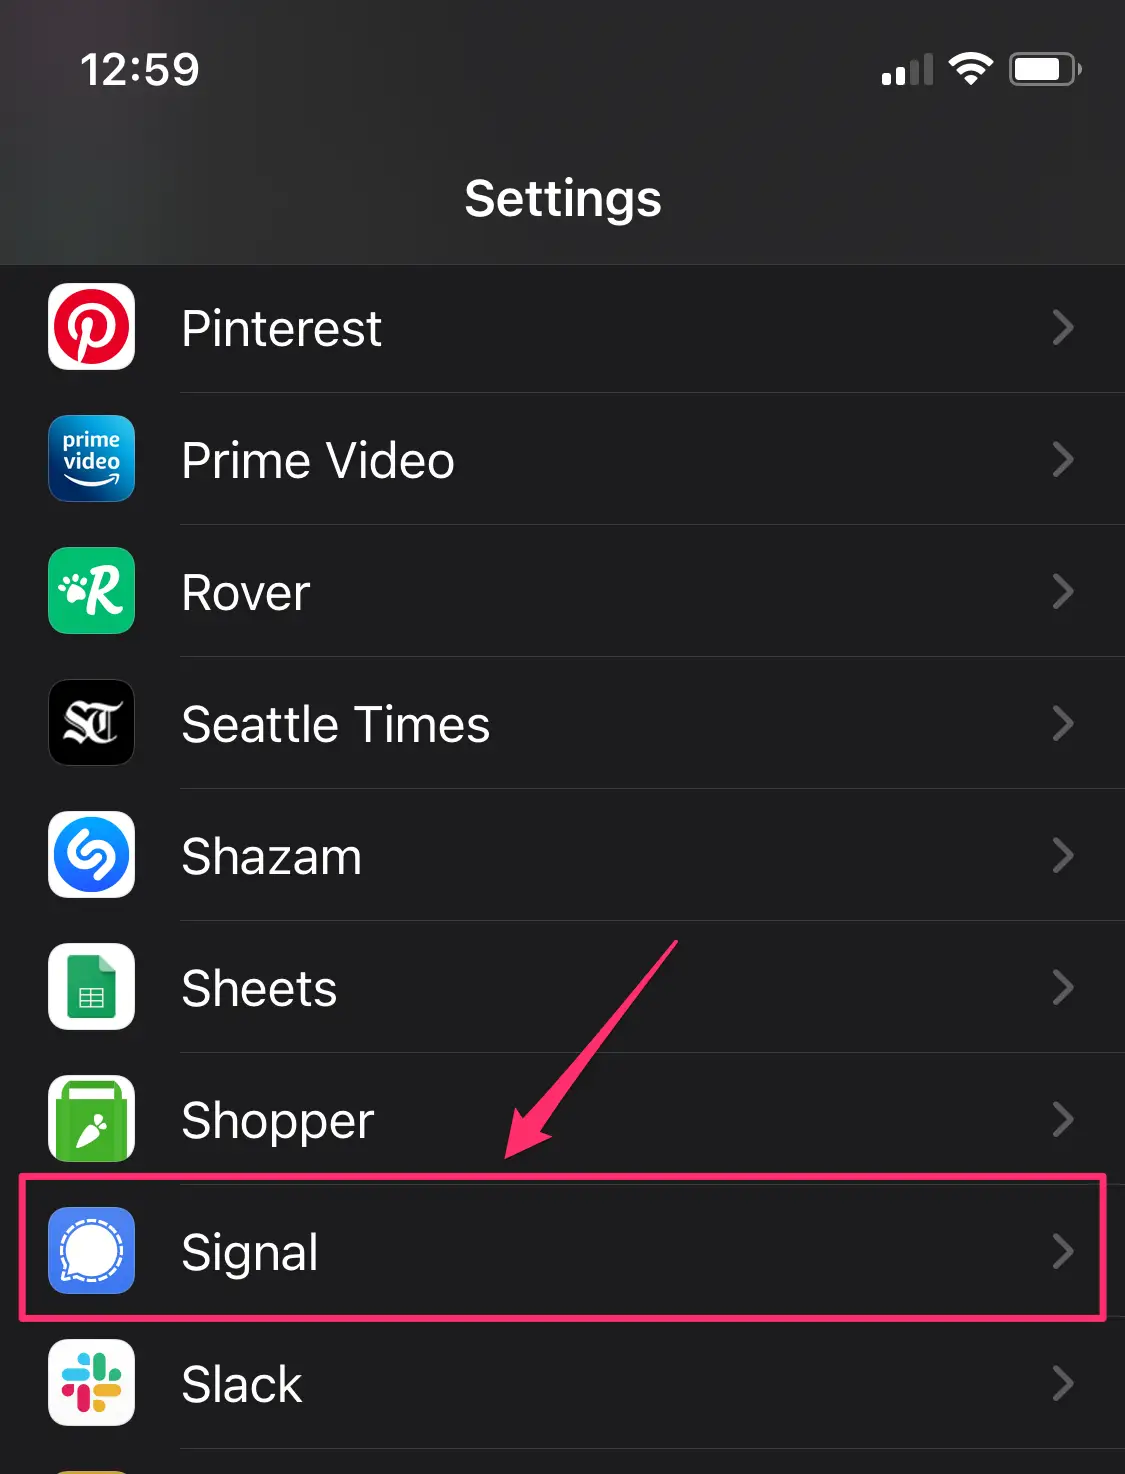 12:59
Settings
Pinterest
prime
video
Prime Video
R
Rover
ST
Seattle Times
Shazam
Sheets
Shopper
Signal
Slack